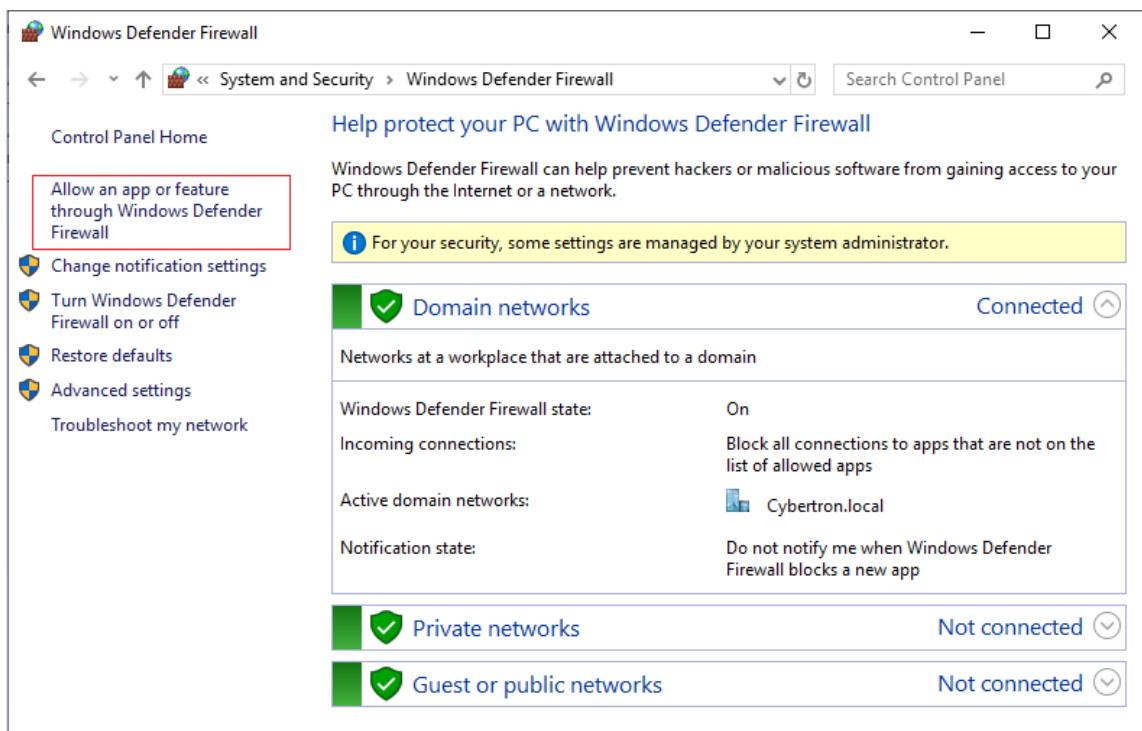 Windows Defender Firewall
« System and Security > Windows Defender Firewall
Search Control Panel
Control Panel Home
Allow an app or feature
through Windows Defender
Firewall
Change notification settings
Turn Windows Defender
Firewall on or off
Restore defaults
Advanced settings
Troubleshoot my network
Help protect your PC with Windows Defender Firewall
Windows Defender Firewall can help prevent hackers or malicious software from gaining access to your
PC through the Internet or a network.
For your security, some settings are managed by your system administrator.
Domain networks Connected
Networks at a workplace that are attached to a domain
Windows Defender Firewall state: On
Incoming connections: Block all connections to apps that are not on the
list of allowed apps
Active domain networks: Cybertron.local
Notification state: Do not notify me when Windows Defender
Firewall blocks a new app
Private networks Not connected
Guest or public networks Not connected